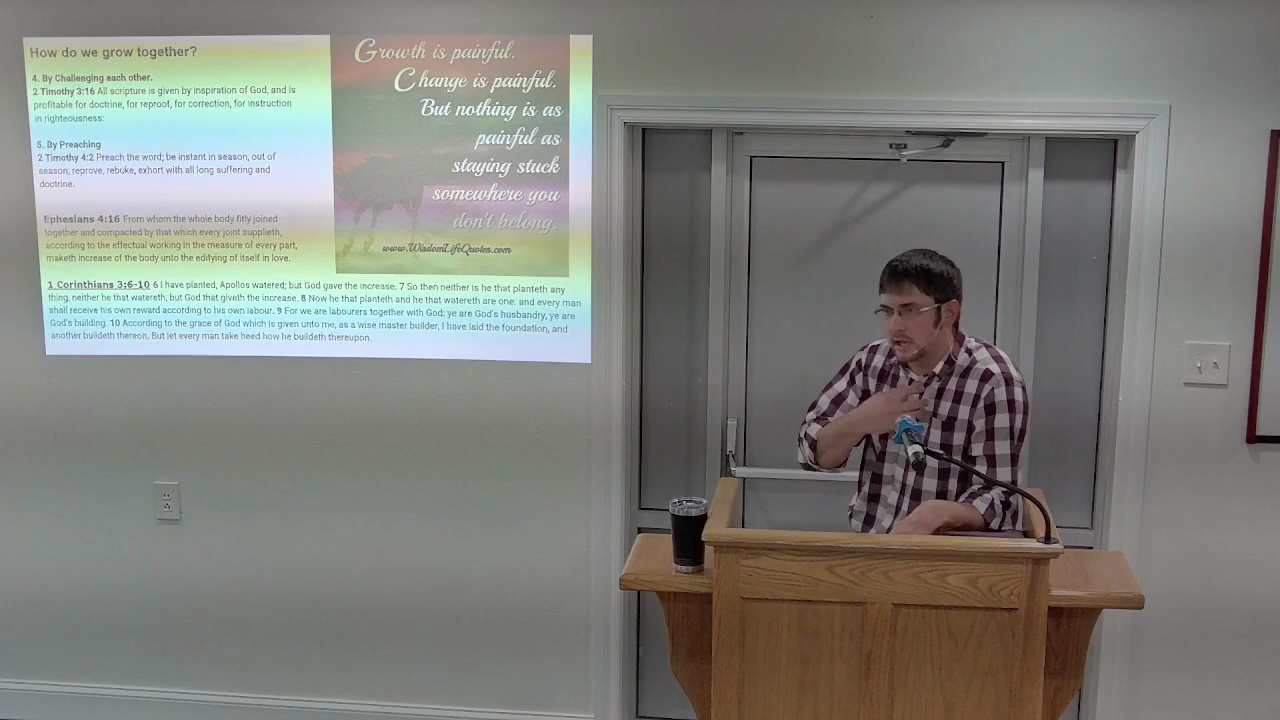 How do we grow together?
4. By Challenging each other.
2 Timothy 3:16 All scripture is given by inspiration of God, and is
profitable for doctrine, for reproof, for correction, for instruction
in righteousness:
5. By Preaching
2 Timothy 4:2 Preach the word; be instant in season, out of
season; reprove, rebuke, exhort with all long suffering and
doctrine.
Ephesians 4:16 From whom the whole body fitly joined
together and compacted by that which every joint supplieth,
according to the effectual working in the measure of every part,
maketh increase of the body unto the edifying of itself in love.
Growth is painful.
Change is painful.
But nothing is as
painful as
staying stuck
somewhere you
don't belong.
www.WisdomLifeQuotes.com
1 Corinthians 3:6-10 6 I have planted, Apollos watered; but God gave the increase. 7 So then neither is he that planteth any
thing, neither he that watereth; but God that giveth the increase. 8 Now he that planteth and he that watereth are one: and every man
shall receive his own reward according to his own labour. 9 For we are labourers together with God: ye are God's husbandry, ye are
God's building. 10 According to the grace of God which is given unto me, as a wise master builder, I have laid the foundation, and
another buildeth thereon. But let every man take heed how he buildeth thereupon.